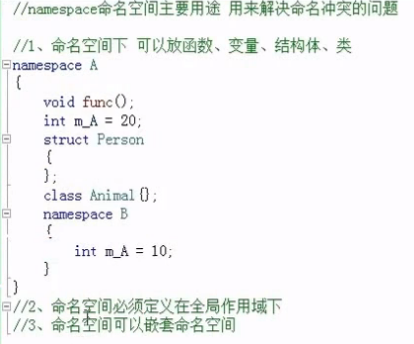 //namespace命名空间主要用途 用来解决命名冲突的问题
//1、命名空间下 可以放函数、变量、结构体、类
namespace A
{
void func();
int m_A = 20;
struct Person
{
};
class Animal{};
namespace B
{
int m_A = 10;
}
}
//2、命名空间必须定义在全局作用域下
//3、命名空间可以嵌套命名空间